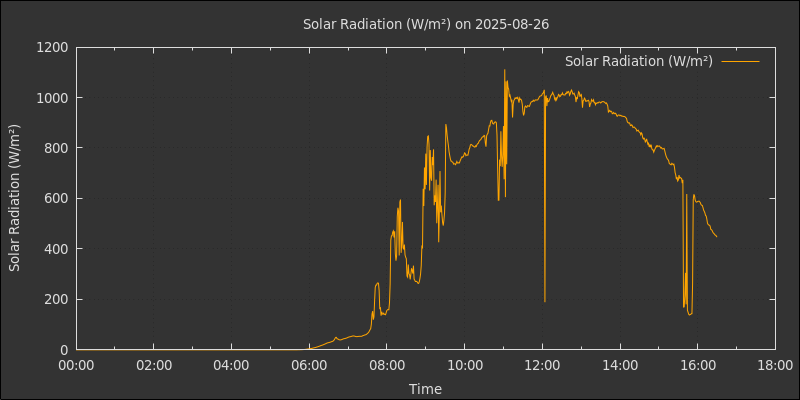 Solar Radiation (W/m²) on 2025-08-26
Solar Radiation (W/m²)
Solar Radiation (W/m²)
1200
1000
800
600
400
200
0
00:00 02:00 04:00 06:00 08:00 10:00 12:00 14:00 16:00 18:00
Time